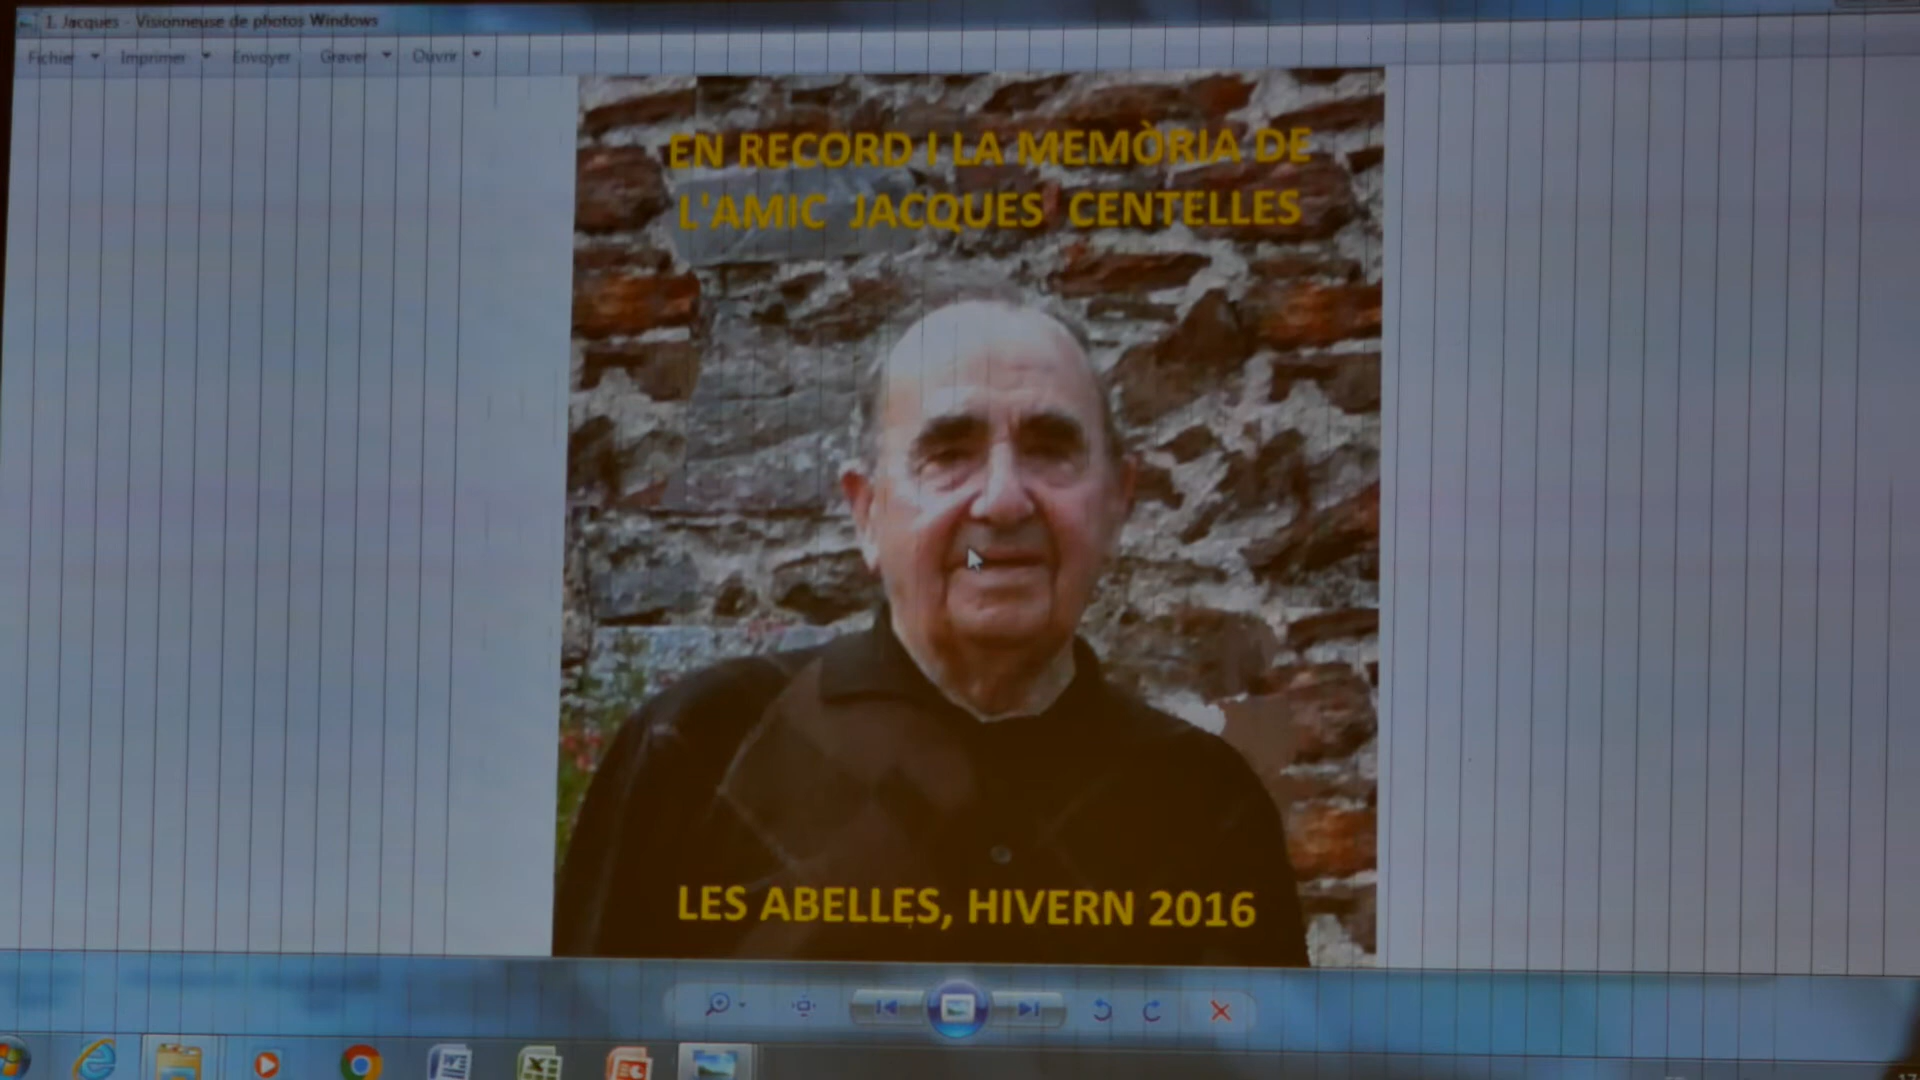 1. Jacques - Visionneuse de photos Windows
Fichier Imprimer Envoyer Graver Ouvrir
EN RECORD I LA MEMÒRIA DE
L'AMIC JACQUES CENTELLES
LES ABELLES, HIVERN 2016